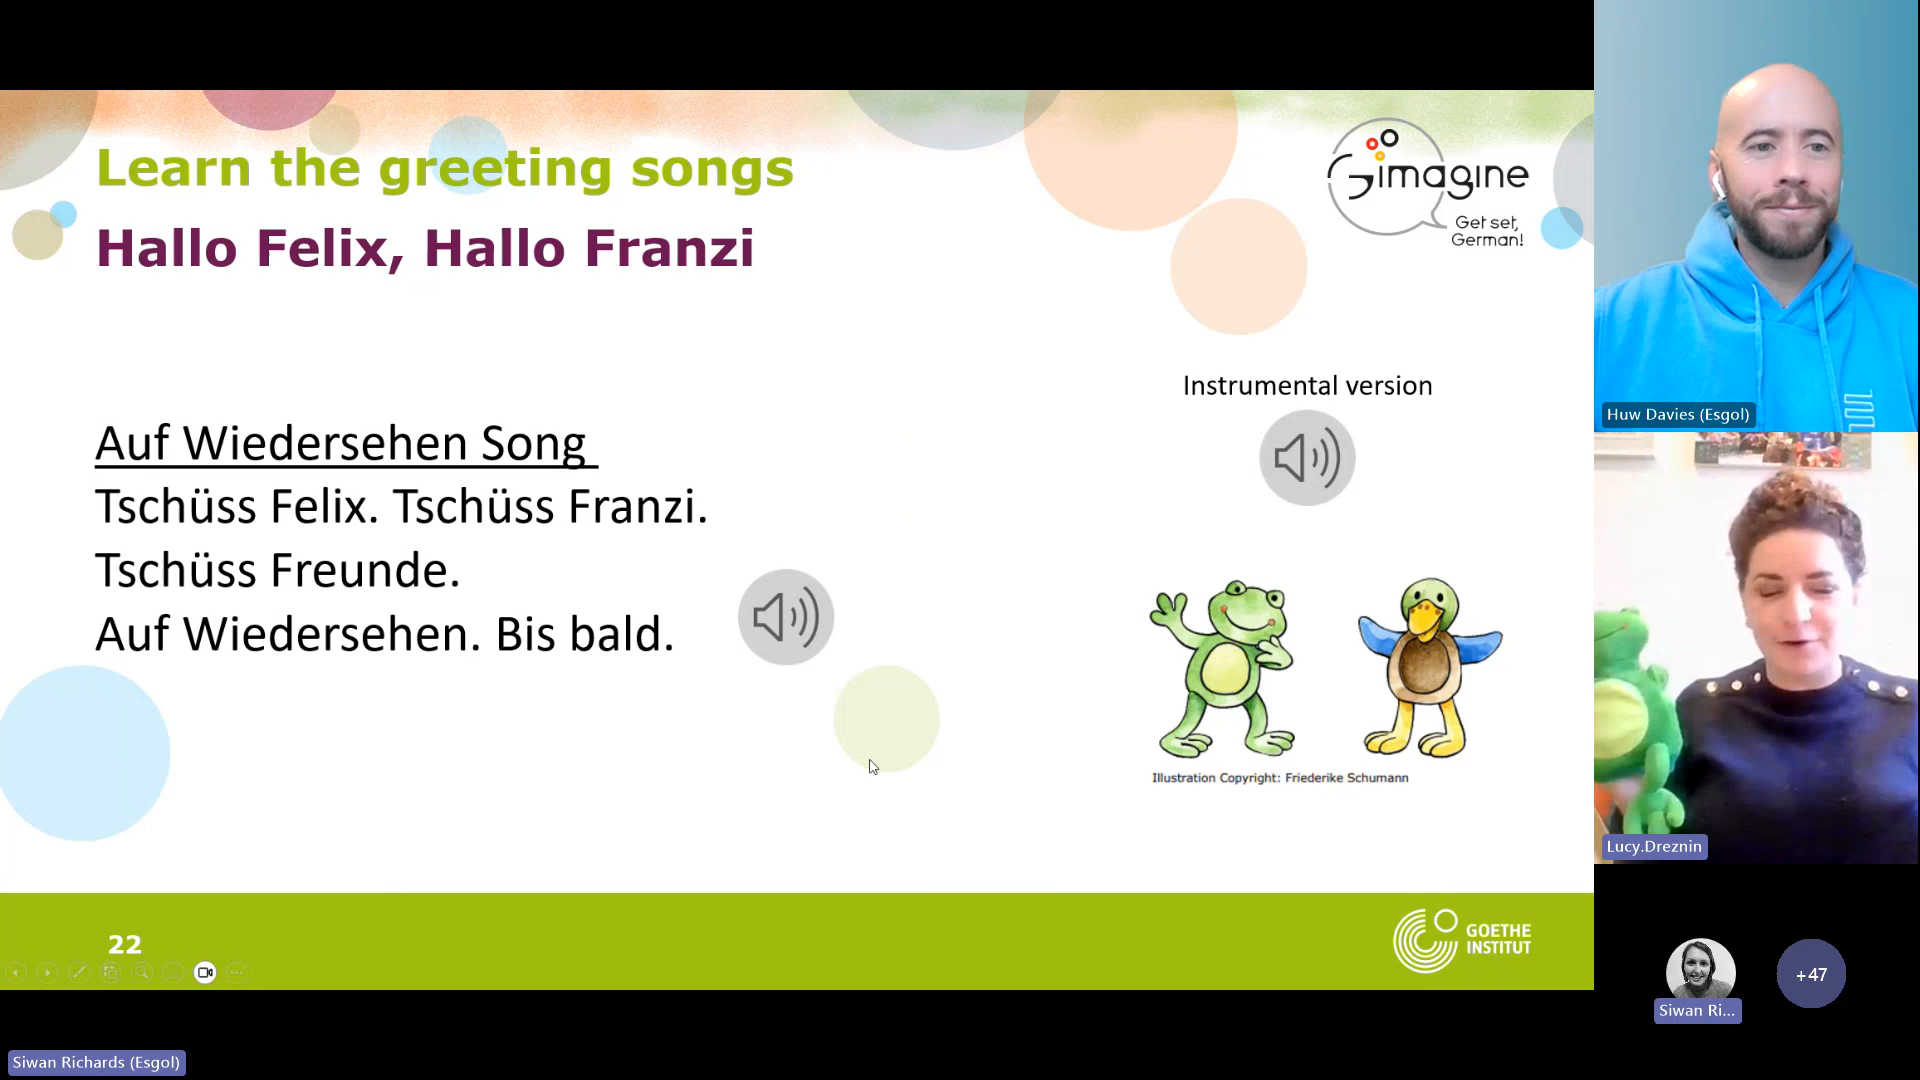 Learn the greeting songs
Hallo Felix, Hallo Franzi
Gimagine
Get set,
German!
Instrumental version
Auf Wiedersehen Song
Tschüss Felix. Tschüss Franzi.
Tschüss Freunde.
Auf Wiedersehen. Bis bald.
Illustration Copyright: Friederike Schumann
22
GOETHE
INSTITUT
Huw Davies (Esgol)
Lucy.Dreznin
Siwan Ri...
+47
Siwan Richards (Esgol)